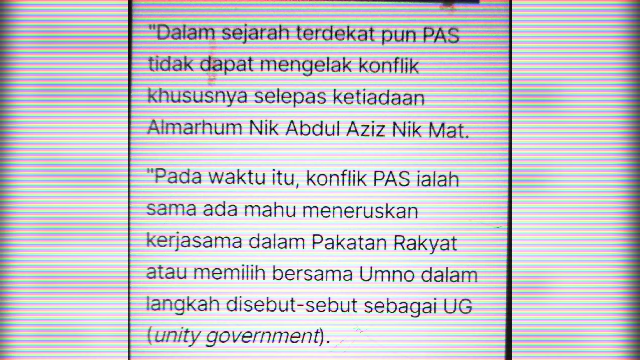 "Dalam sejarah terdekat pun PAS
tidak dapat mengelak konflik
khususnya selepas ketiadaan
Almarhum Nik Abdul Aziz Nik Mat.
"Pada waktu itu, konflik PAS ialah
sama ada mahu meneruskan
kerjasama dalam Pakatan Rakyat
atau memilih bersama Umno dalam
langkah disebut-sebut sebagai UG
(unity government).